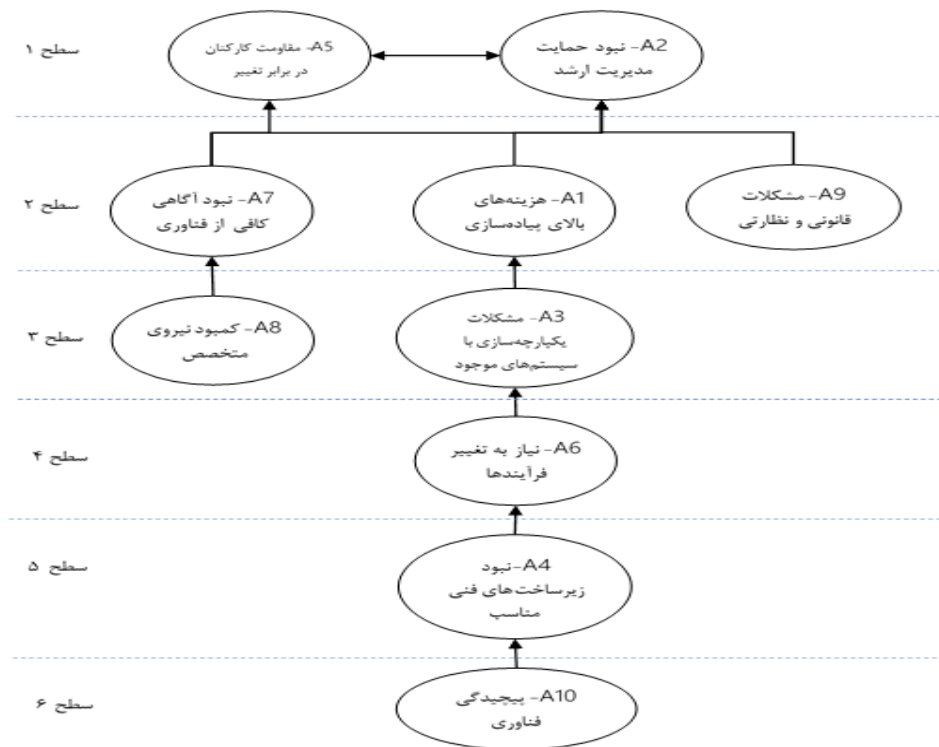 سطح ۱
A2- نبود حمایت
مدیریت ارشد
A5- مقاومت کارکنان
در برابر تغییر
سطح ۲
A9- مشکلات
قانونی و نظارتی
A1- هزینه‌های
بالای پیاده‌سازی
A7- نبود آگاهی
کافی از فناوری
سطح ۳
A3- مشکلات
یکپارچه‌سازی با
سیستم‌های موجود
A8- کمبود نیروی
متخصص
سطح ۴
A6- نیاز به تغییر
فرآیندها
سطح ۵
A4-نبود
زیرساخت‌های فنی
مناسب
سطح ۶
A10- پیچیدگی
فناوری